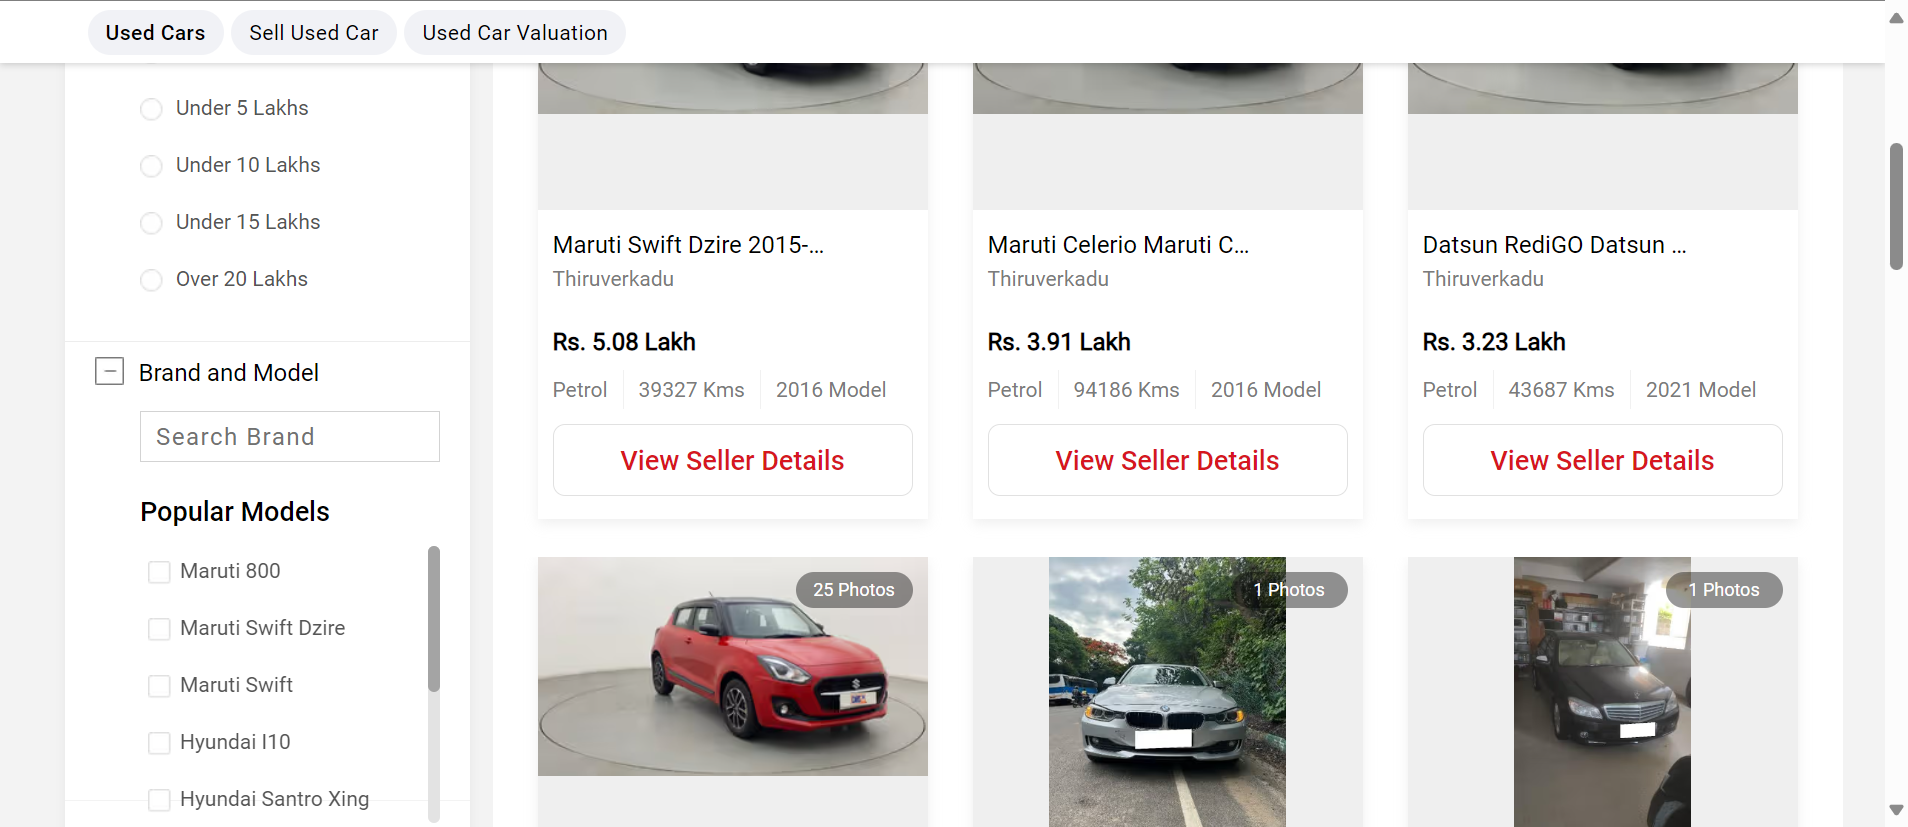 Used Cars
Sell Used Car
Used Car Valuation
Under 5 Lakhs
Under 10 Lakhs
Under 15 Lakhs
Over 20 Lakhs
Brand and Model
Search Brand
Popular Models
Maruti 800
Maruti Swift Dzire
Maruti Swift
Hyundai I10
Hyundai Santro Xing
Maruti Swift Dzire 2015-...
Thiruverkadu
Rs. 5.08 Lakh
Petrol 39327 Kms 2016 Model
View Seller Details
Maruti Celerio Maruti C...
Thiruverkadu
Rs. 3.91 Lakh
Petrol 94186 Kms 2016 Model
View Seller Details
Datsun RediGO Datsun ...
Thiruverkadu
Rs. 3.23 Lakh
Petrol 43687 Kms 2021 Model
View Seller Details
25 Photos
1 Photos
1 Photos